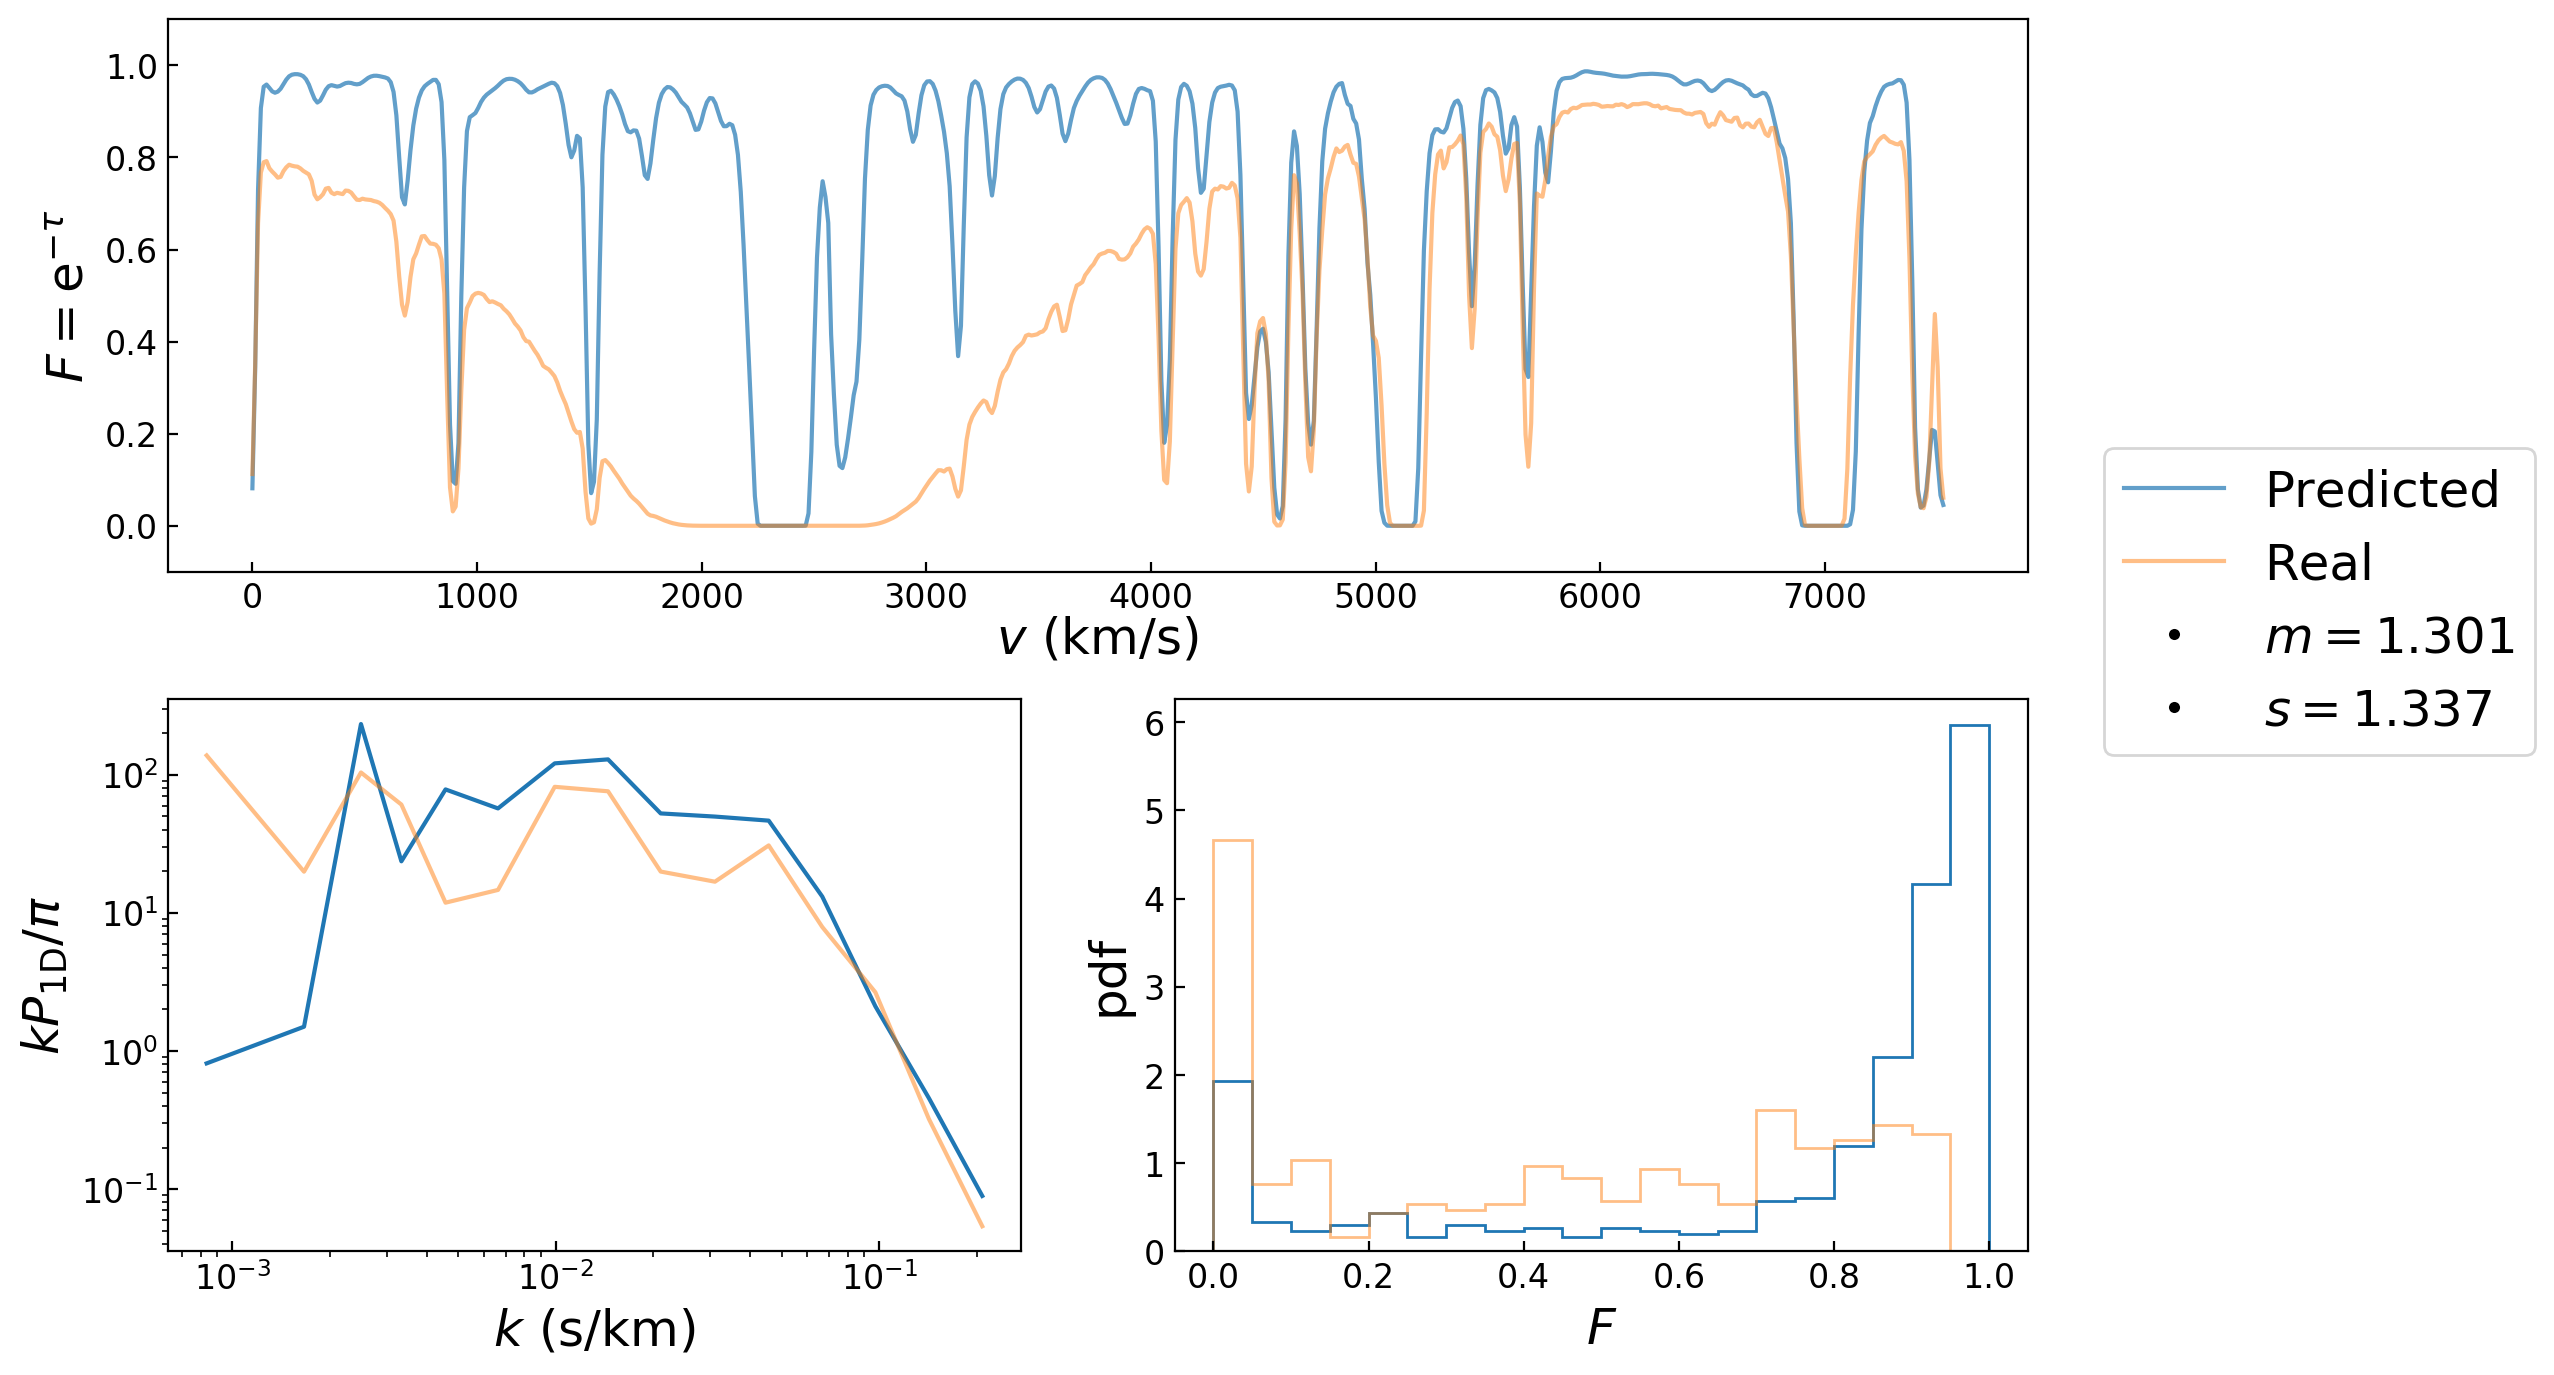 1.0
0.8
0.6
0.4
0.2
0.0
F = e^{−τ}
0 1000 2000 3000 4000 5000 6000 7000
v (km/s)
Predicted
Real
m = 1.301
s = 1.337
10^2
10^1
10^0
10^{−1}
kP_{1D}/π
10^{−3} 10^{−2} 10^{−1}
k (s/km)
6
5
4
3
2
1
0
pdf
0.0 0.2 0.4 0.6 0.8 1.0
F